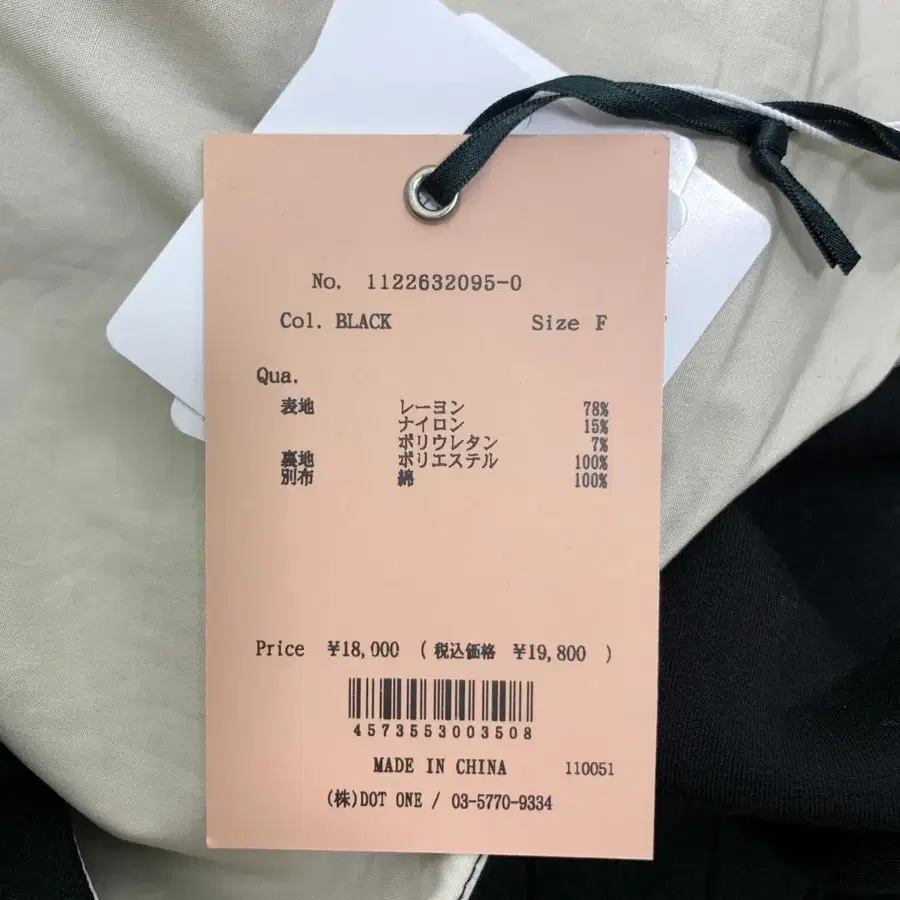 No. 1122632095-0
Col. BLACK Size F
Qua.
表地 レーヨン 78%
ナイロン 15%
ポリウレタン 7%
裏地 ポリエステル 100%
別布 綿 100%
Price ¥18,000 ( 税込価格 ¥19,800 )
4573553003508
MADE IN CHINA 110051
(株)DOT ONE / 03-5770-9334